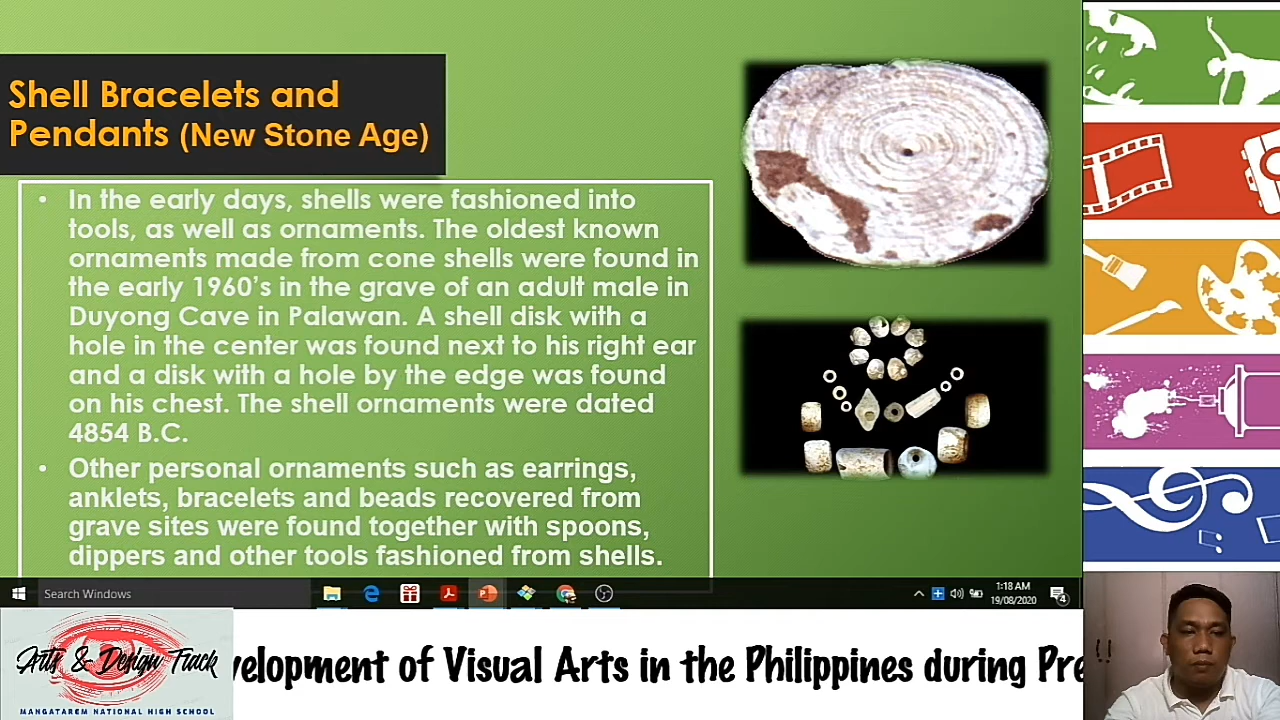 Shell Bracelets and
Pendants (New Stone Age)
• In the early days, shells were fashioned into
tools, as well as ornaments. The oldest known
ornaments made from cone shells were found in
the early 1960's in the grave of an adult male in
Duyong Cave in Palawan. A shell disk with a
hole in the center was found next to his right ear
and a disk with a hole by the edge was found
on his chest. The shell ornaments were dated
4854 B.C.
• Other personal ornaments such as earrings,
anklets, bracelets and beads recovered from
grave sites were found together with spoons,
dippers and other tools fashioned from shells.
Search Windows
1:18 AM
19/08/2020
4
Arts & Design Track
MANGATAREM NATIONAL HIGH SCHOOL
velopment of Visual Arts in the Philippines during Pre